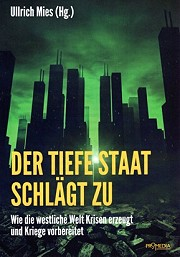 Ullrich Mies (Hg.)
DER TIEFE STAAT
SCHLÄGT ZU
Wie die westliche Welt Krisen erzeugt
und Kriege vorbereitet
PROMEDIA